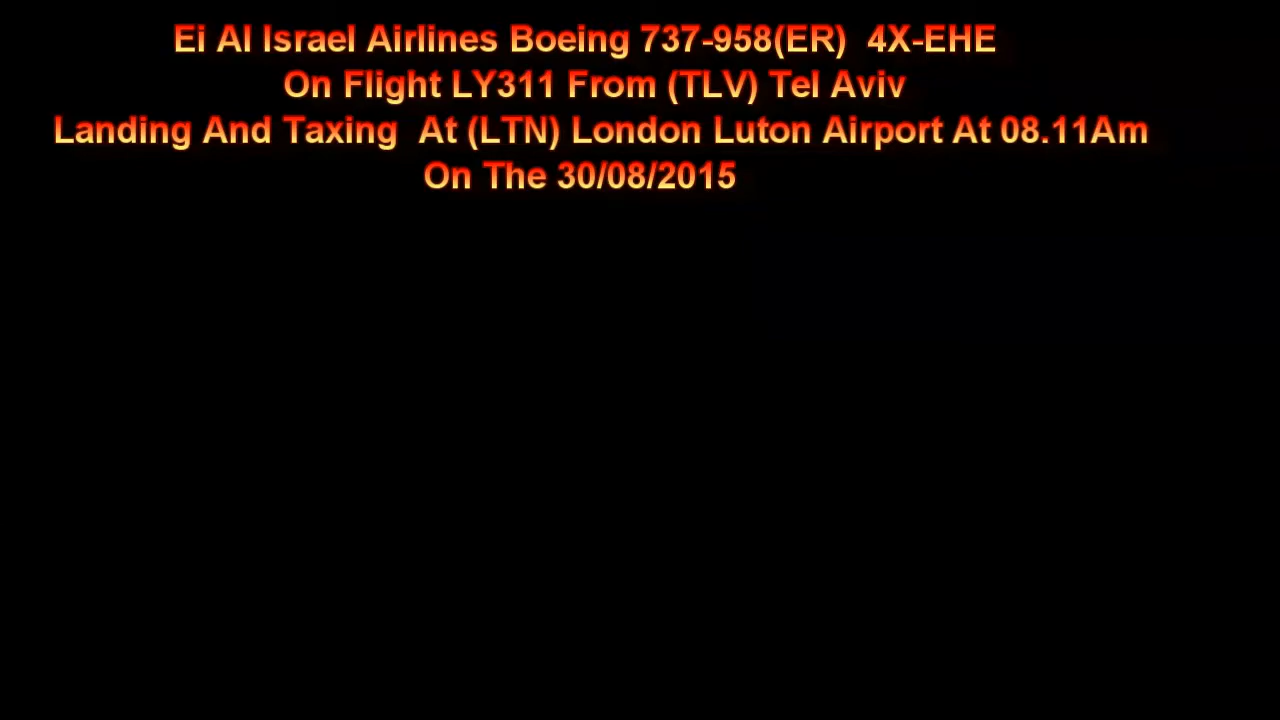 Ei Al Israel Airlines Boeing 737-958(ER)  4X-EHE
On Flight LY311 From (TLV) Tel Aviv
Landing And Taxing  At (LTN) London Luton Airport At 08.11Am
On The 30/08/2015